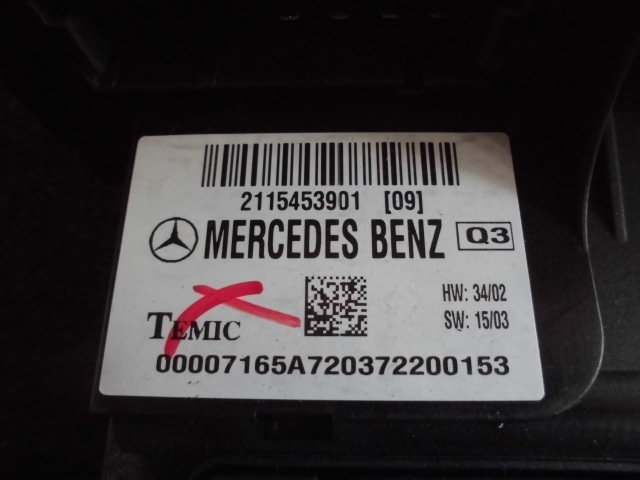 2115453901 [09]
MERCEDES BENZ Q3
HW: 34/02
SW: 15/03
TEMIC
00007165A720372200153